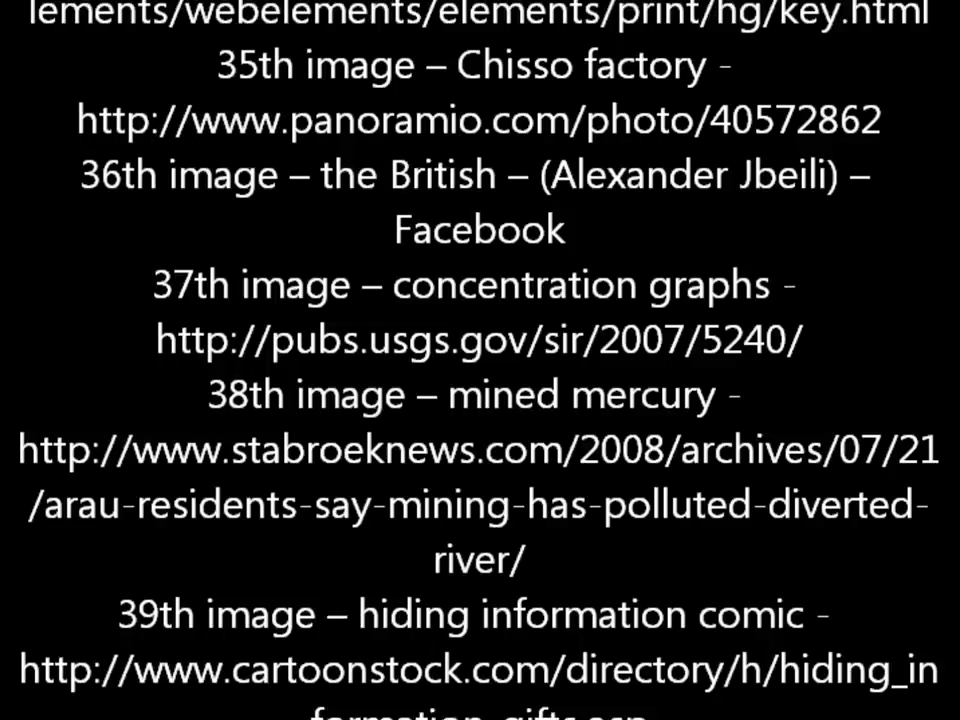 lements/webelements/elements/print/hg/key.html
35th image – Chisso factory -
http://www.panoramio.com/photo/40572862
36th image – the British – (Alexander Jbeili) –
Facebook
37th image – concentration graphs -
http://pubs.usgs.gov/sir/2007/5240/
38th image – mined mercury -
http://www.stabroeknews.com/2008/archives/07/21
/arau-residents-say-mining-has-polluted-diverted-
river/
39th image – hiding information comic -
http://www.cartoonstock.com/directory/h/hiding_in
formation_gifts.asp